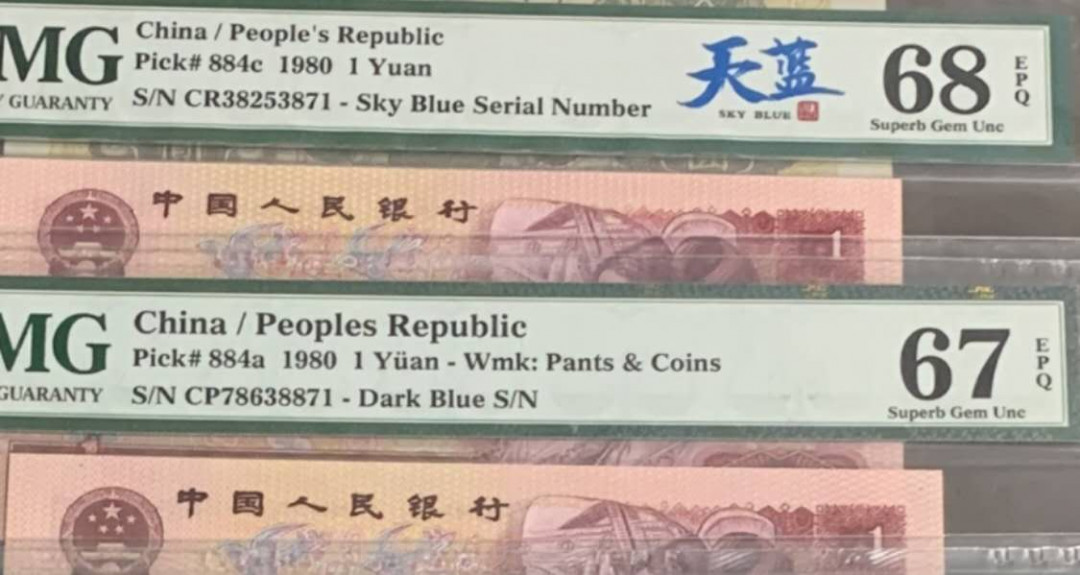 MG
GUARANTY
China / People's Republic
Pick# 884c 1980 1 Yuan
S/N CR38253871 - Sky Blue Serial Number
天蓝
SKY BLUE
68
EPQ
Superb Gem Unc
中国人民银行
1
MG
GUARANTY
China / Peoples Republic
Pick# 884a 1980 1 Yüan - Wmk: Pants & Coins
S/N CP78638871 - Dark Blue S/N
67
EPQ
Superb Gem Unc
中国人民银行
1